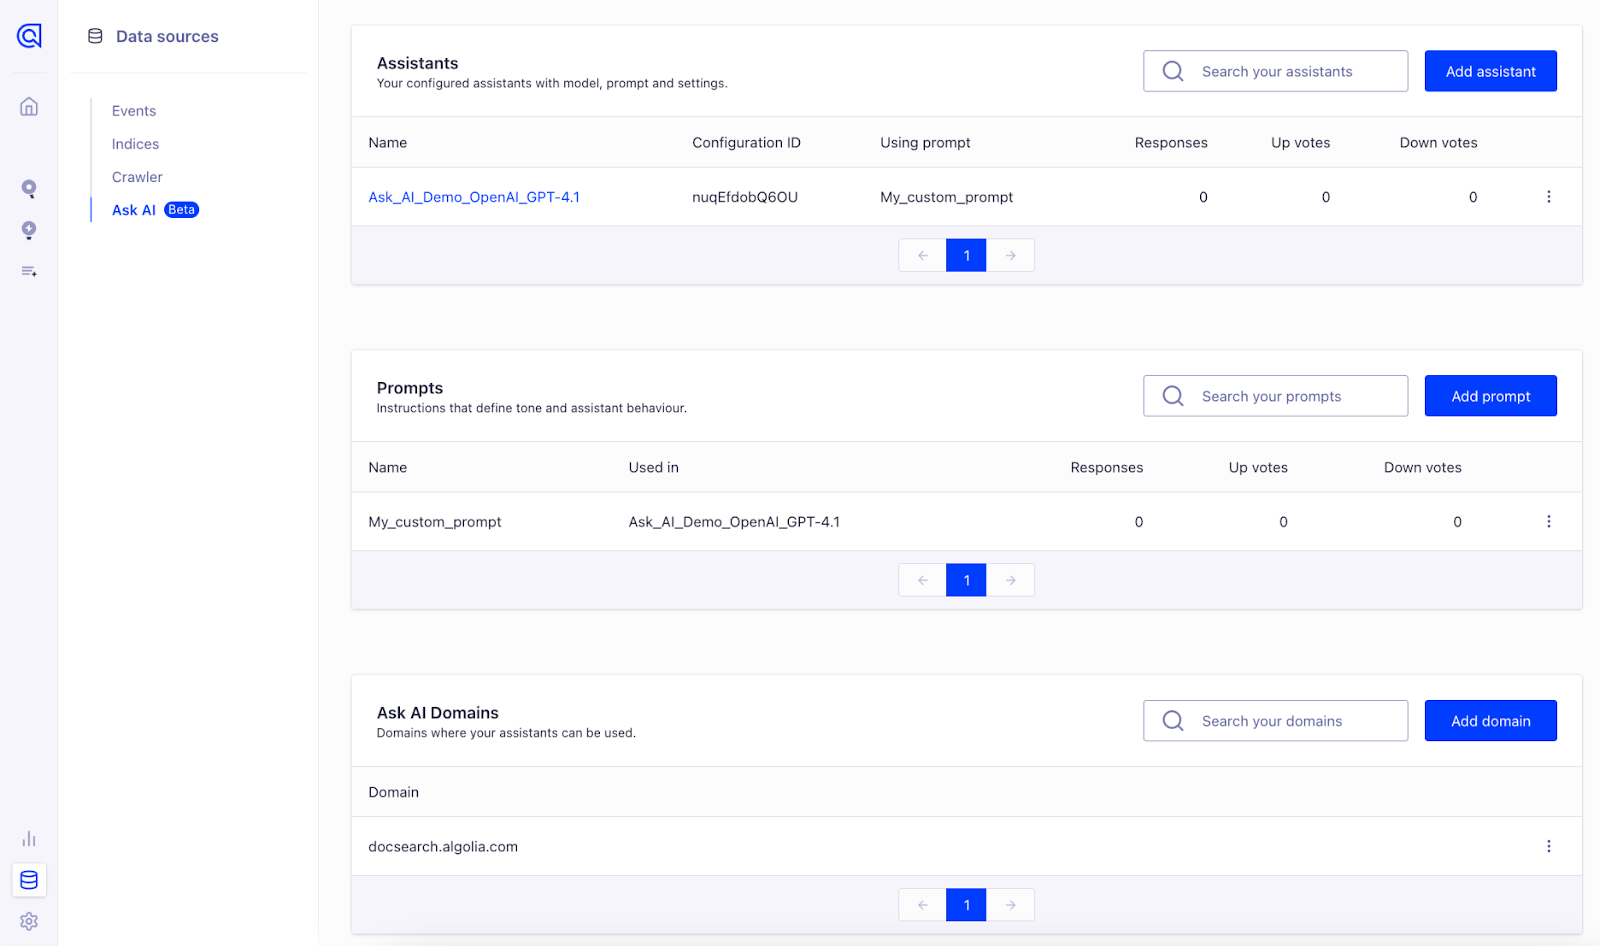 Data sources
Events
Indices
Crawler
Ask AI Beta
Assistants
Your configured assistants with model, prompt and settings.
Search your assistants
Add assistant
Name Configuration ID Using prompt Responses Up votes Down votes
Ask_AI_Demo_OpenAI_GPT-4.1 nuqEfdobQ6OU My_custom_prompt 0 0 0
1
Prompts
Instructions that define tone and assistant behaviour.
Search your prompts
Add prompt
Name Used in Responses Up votes Down votes
My_custom_prompt Ask_AI_Demo_OpenAI_GPT-4.1 0 0 0
1
Ask AI Domains
Domains where your assistants can be used.
Search your domains
Add domain
Domain
docsearch.algolia.com
1